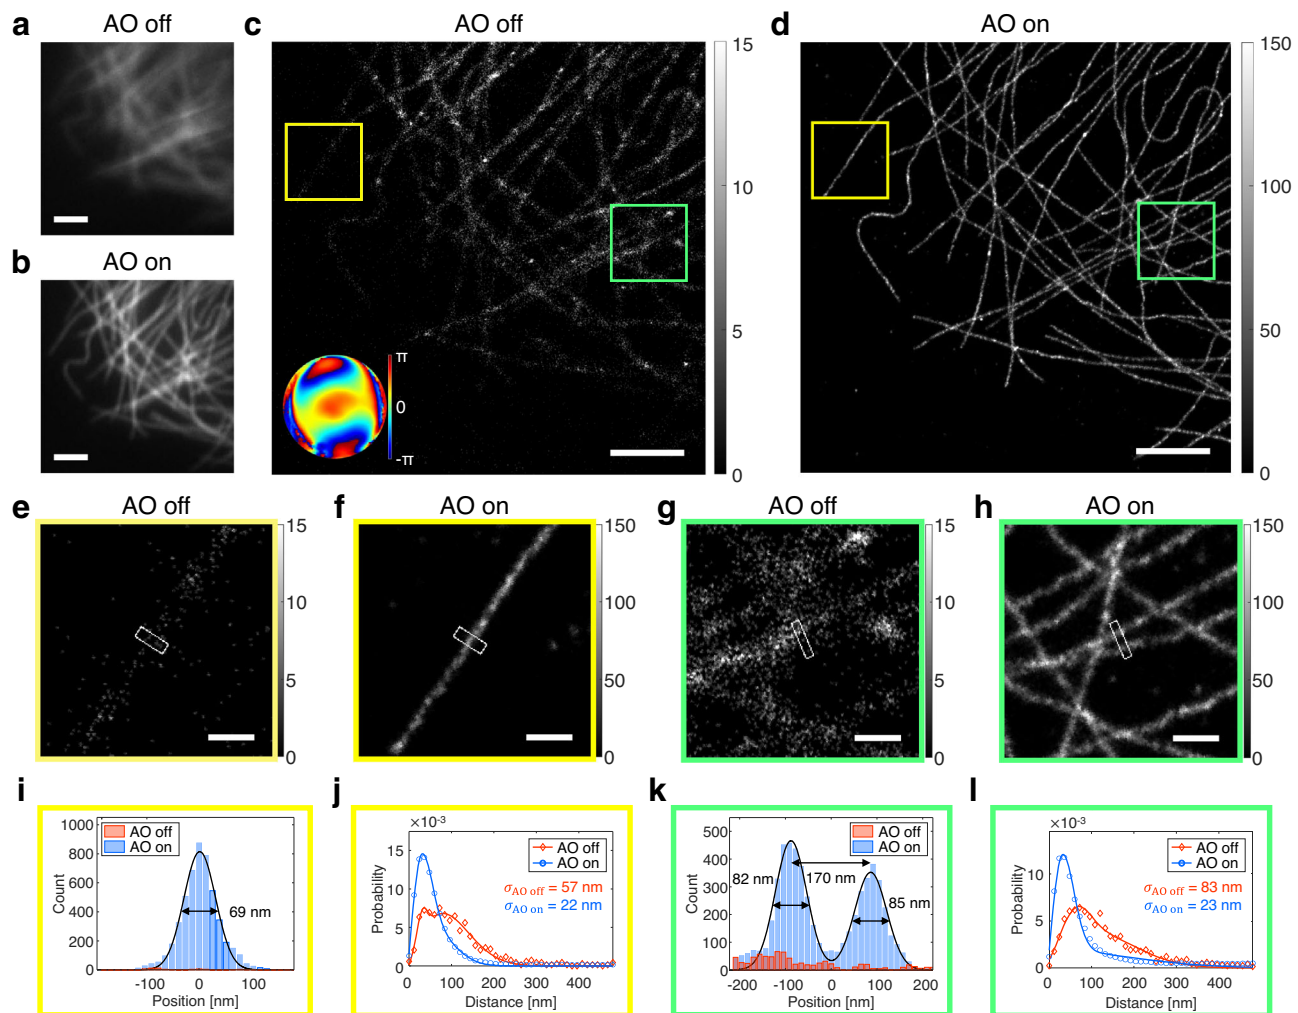 a
AO off
b
AO on
c
AO off
15
10
5
0
π
0
-π
d
AO on
150
100
50
0
e
AO off
15
10
5
0
f
AO on
150
100
50
0
g
AO off
15
10
5
0
h
AO on
150
100
50
0
i
1000
800
600
400
200
0
Count
AO off
AO on
69 nm
-100
0
100
Position [nm]
j
×10⁻³
15
10
5
0
Probability
AO off
AO on
σAO off = 57 nm
σAO on = 22 nm
0
100
200
300
400
Distance [nm]
k
500
400
300
200
100
0
Count
AO off
AO on
82 nm
170 nm
85 nm
-200
-100
0
100
200
Position [nm]
l
×10⁻³
10
5
0
Probability
AO off
AO on
σAO off = 83 nm
σAO on = 23 nm
0
100
200
300
400
Distance [nm]